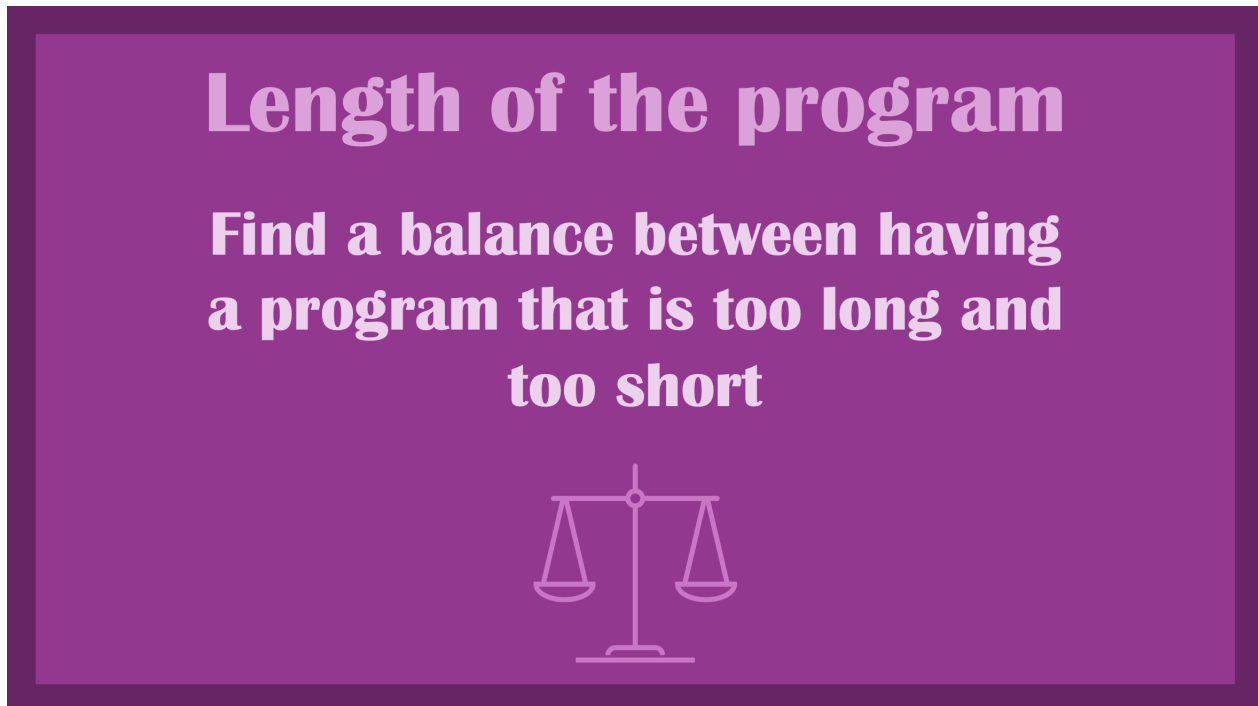 Length of the program
Find a balance between having
a program that is too long and
too short